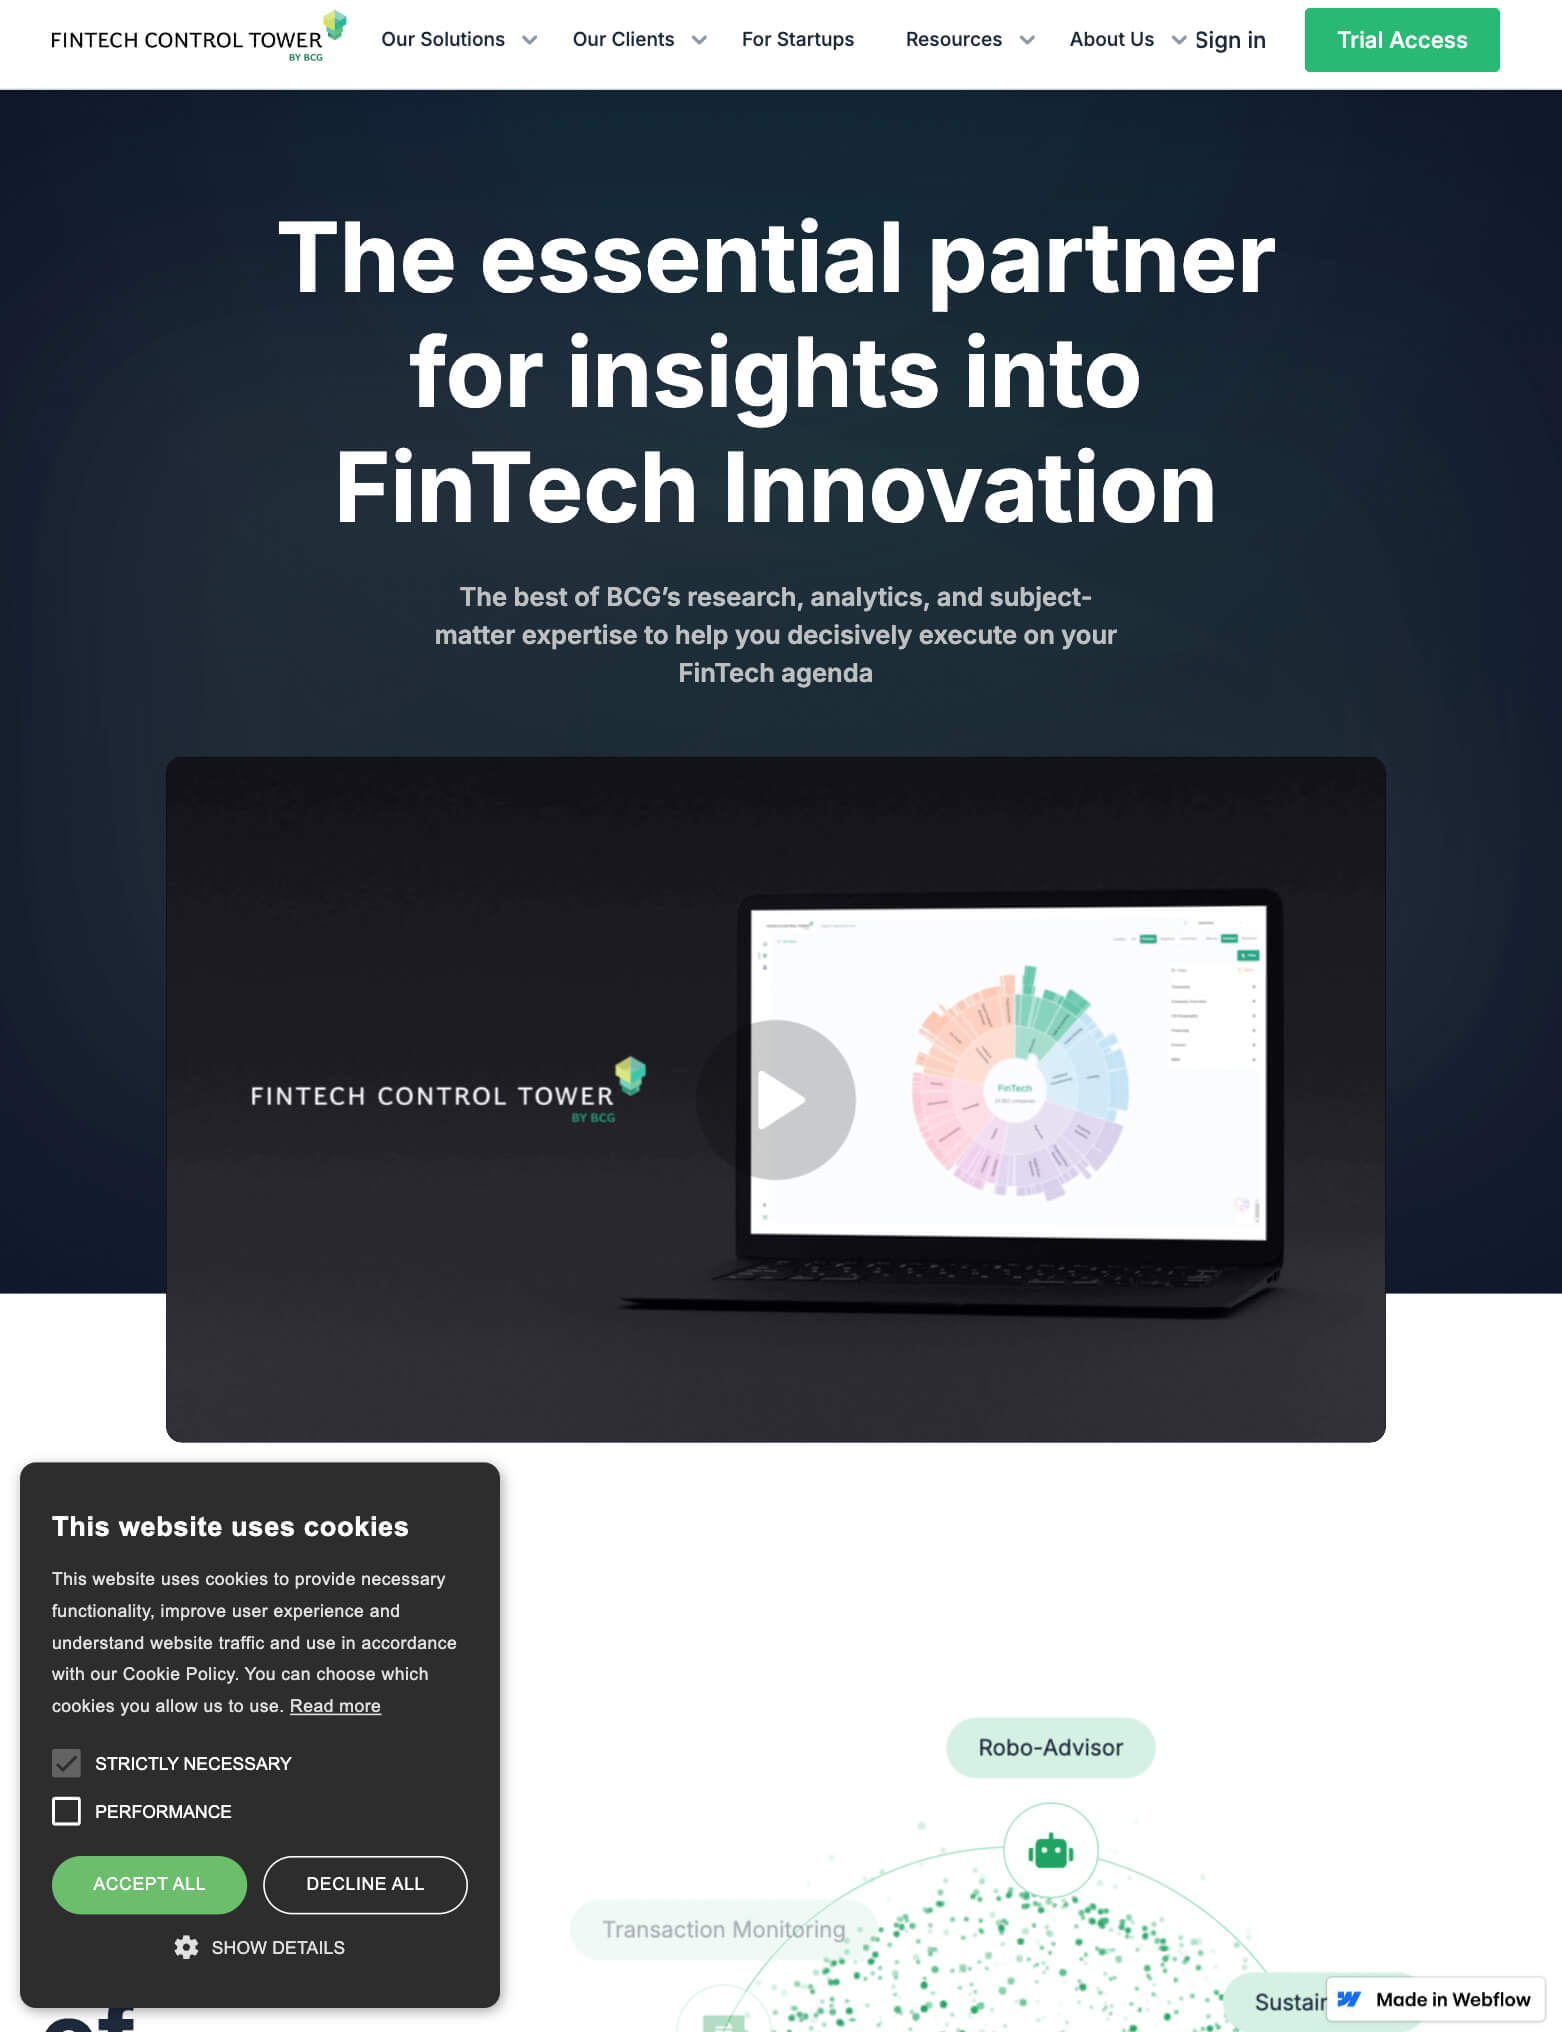 FINTECH CONTROL TOWER
BY BCG
Our Solutions
Our Clients
For Startups
Resources
About Us
Sign in
Trial Access
The essential partner
for insights into
FinTech Innovation
The best of BCG’s research, analytics, and subject-
matter expertise to help you decisively execute on your
FinTech agenda
FINTECH CONTROL TOWER
BY BCG
FinTech
This website uses cookies
This website uses cookies to provide necessary
functionality, improve user experience and
understand website traffic and use in accordance
with our Cookie Policy. You can choose which
cookies you allow us to use. Read more
STRICTLY NECESSARY
PERFORMANCE
ACCEPT ALL
DECLINE ALL
SHOW DETAILS
Robo-Advisor
Transaction Monitoring
Sustain
Made in Webflow
of